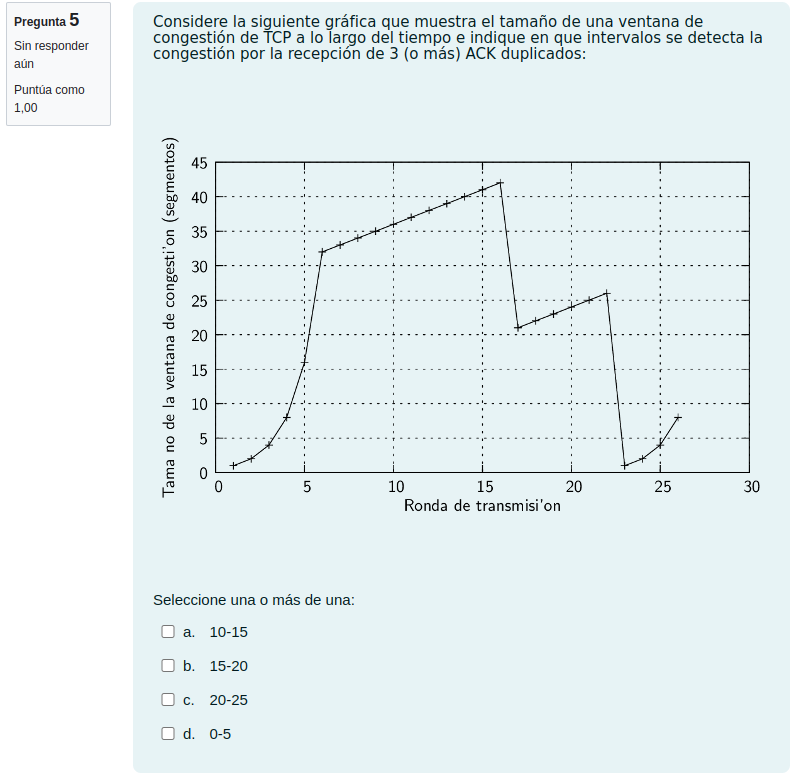 Pregunta 5
Sin responder
aún
Puntúa como
1,00
Considere la siguiente gráfica que muestra el tamaño de una ventana de
congestión de TCP a lo largo del tiempo e indique en que intervalos se detecta la
congestión por la recepción de 3 (o más) ACK duplicados:
Tama no de la ventana de congesti'on (segmentos)
45
40
35
30
25
20
15
10
5
0
0 5 10 15 20 25 30
Ronda de transmisi'on
Seleccione una o más de una:
a. 10-15
b. 15-20
c. 20-25
d. 0-5